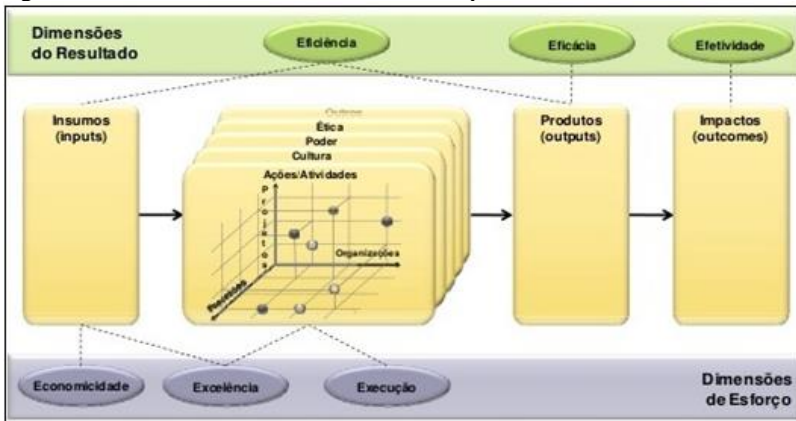 Dimensões
do Resultado
Eficiência
Eficácia
Efetividade
Insumos
(inputs)
Ética
Poder
Cultura
Ações/Atividades
Projetos
Organizações
Processos
Produtos
(outputs)
Impactos
(outcomes)
Economicidade
Excelência
Execução
Dimensões
de Esforço